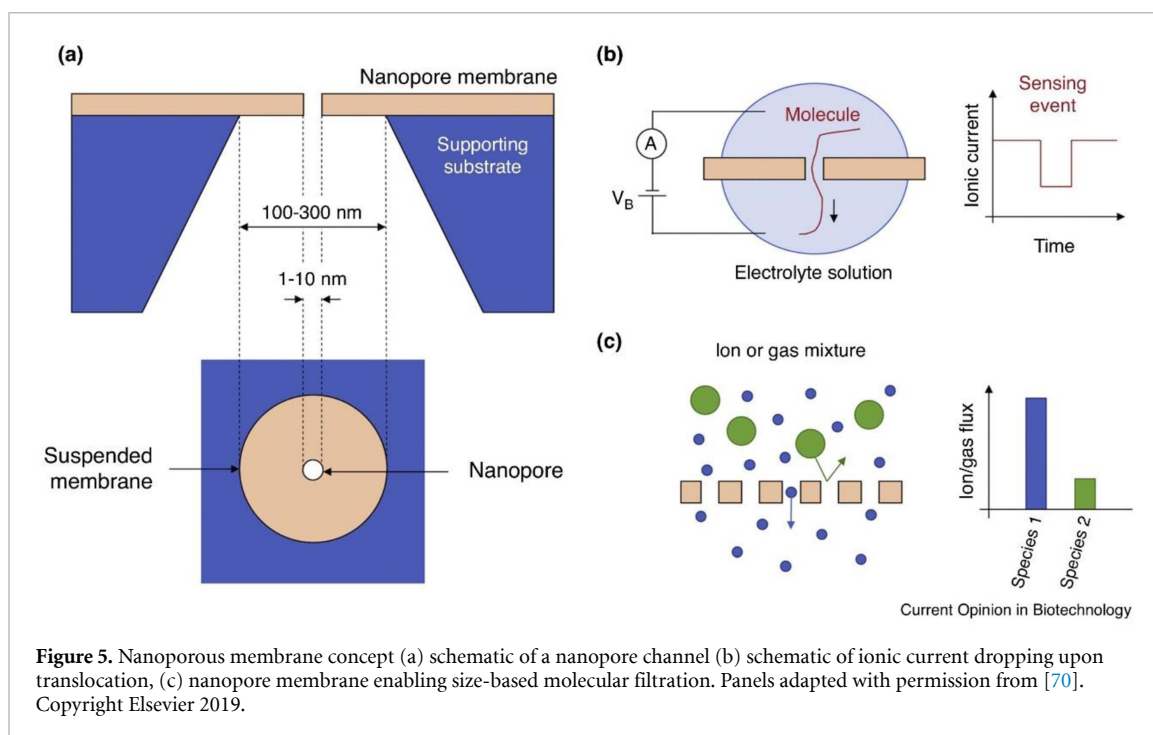 (a)
Nanopore membrane
Supporting
substrate
100-300 nm
1-10 nm
Suspended
membrane
Nanopore
(b)
Molecule
A
V_B
Electrolyte solution
Sensing
event
Ionic current
Time
(c)
Ion or gas mixture
Ion/gas flux
Species 1
Species 2
Current Opinion in Biotechnology
Figure 5. Nanoporous membrane concept (a) schematic of a nanopore channel (b) schematic of ionic current dropping upon
translocation, (c) nanopore membrane enabling size-based molecular filtration. Panels adapted with permission from [70].
Copyright Elsevier 2019.